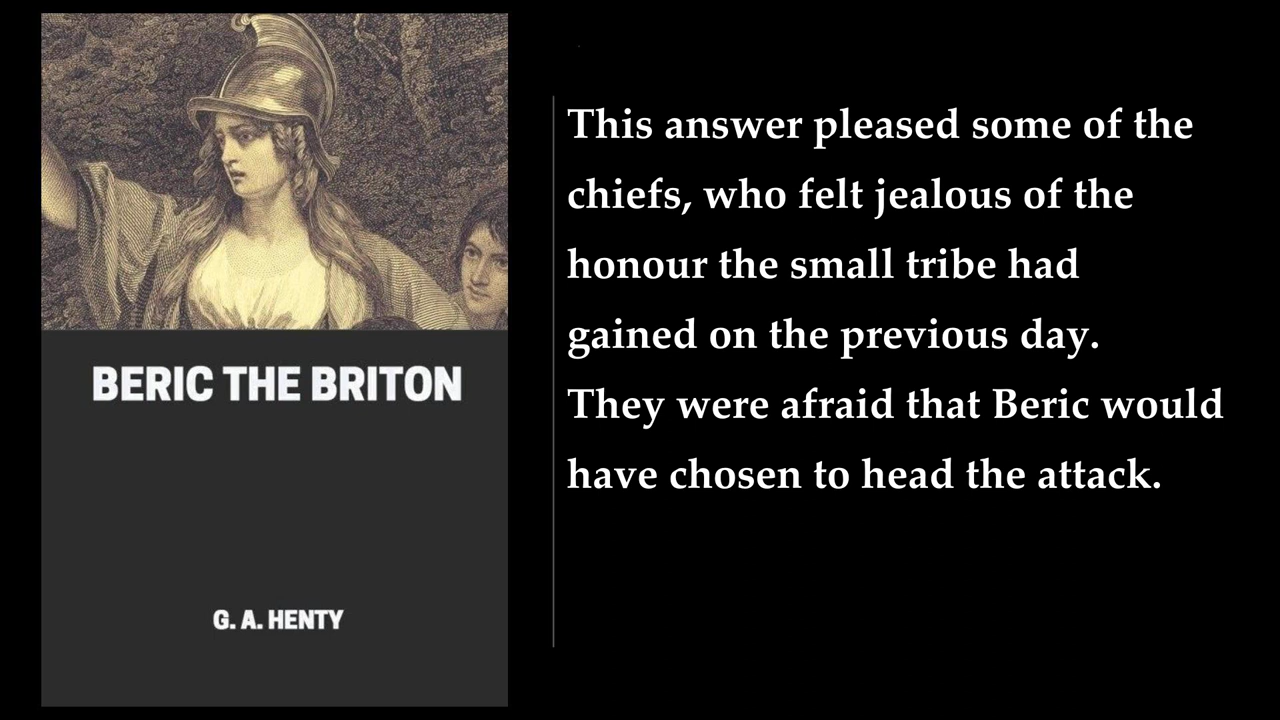 BERIC THE BRITON
G. A. HENTY
This answer pleased some of the
chiefs, who felt jealous of the
honour the small tribe had
gained on the previous day.
They were afraid that Beric would
have chosen to head the attack.